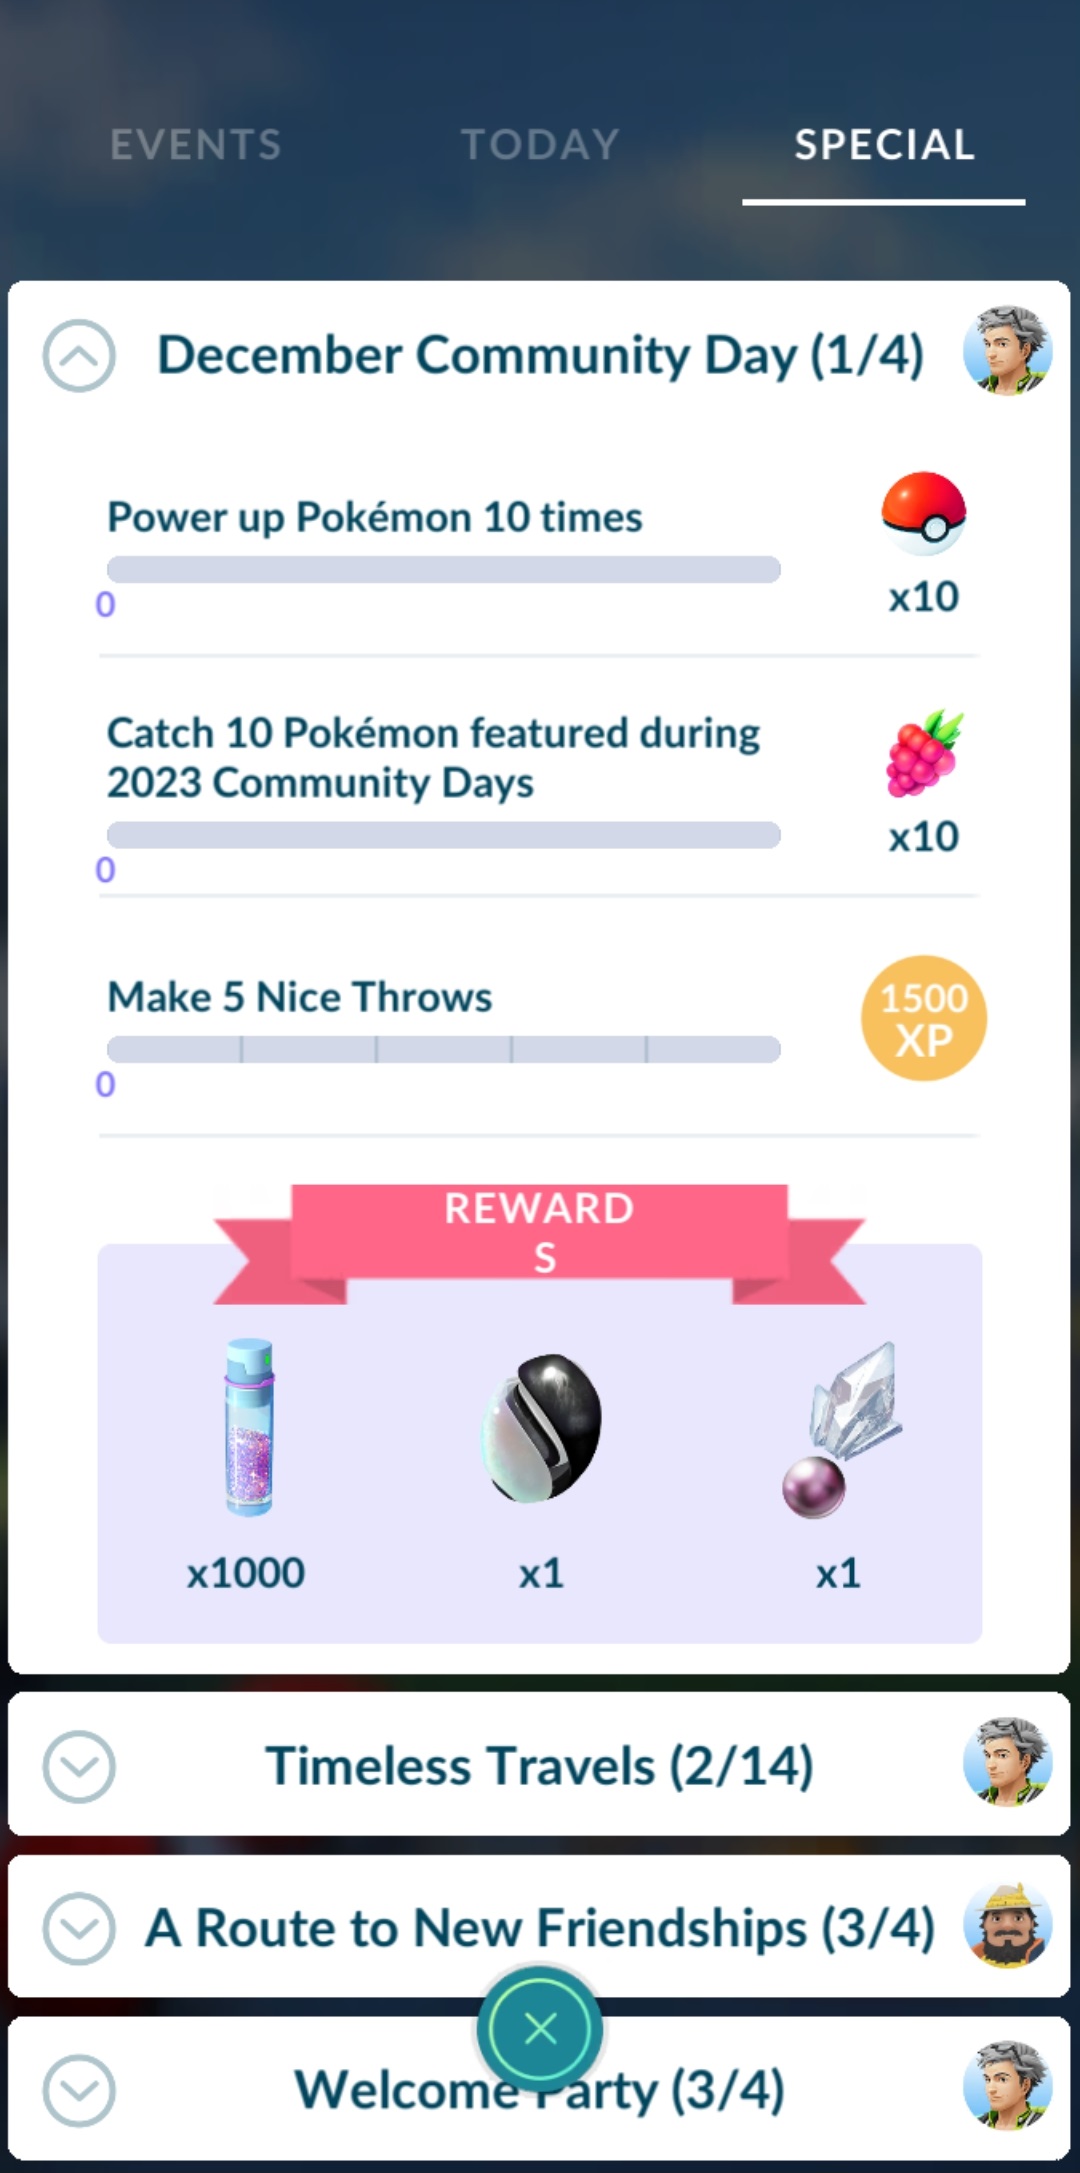 EVENTS TODAY SPECIAL
December Community Day (1/4)
Power up Pokémon 10 times
0
x10
Catch 10 Pokémon featured during
2023 Community Days
0
x10
Make 5 Nice Throws
0
1500
XP
REWARD
S
x1000 x1 x1
Timeless Travels (2/14)
A Route to New Friendships (3/4)
Welcome Party (3/4)